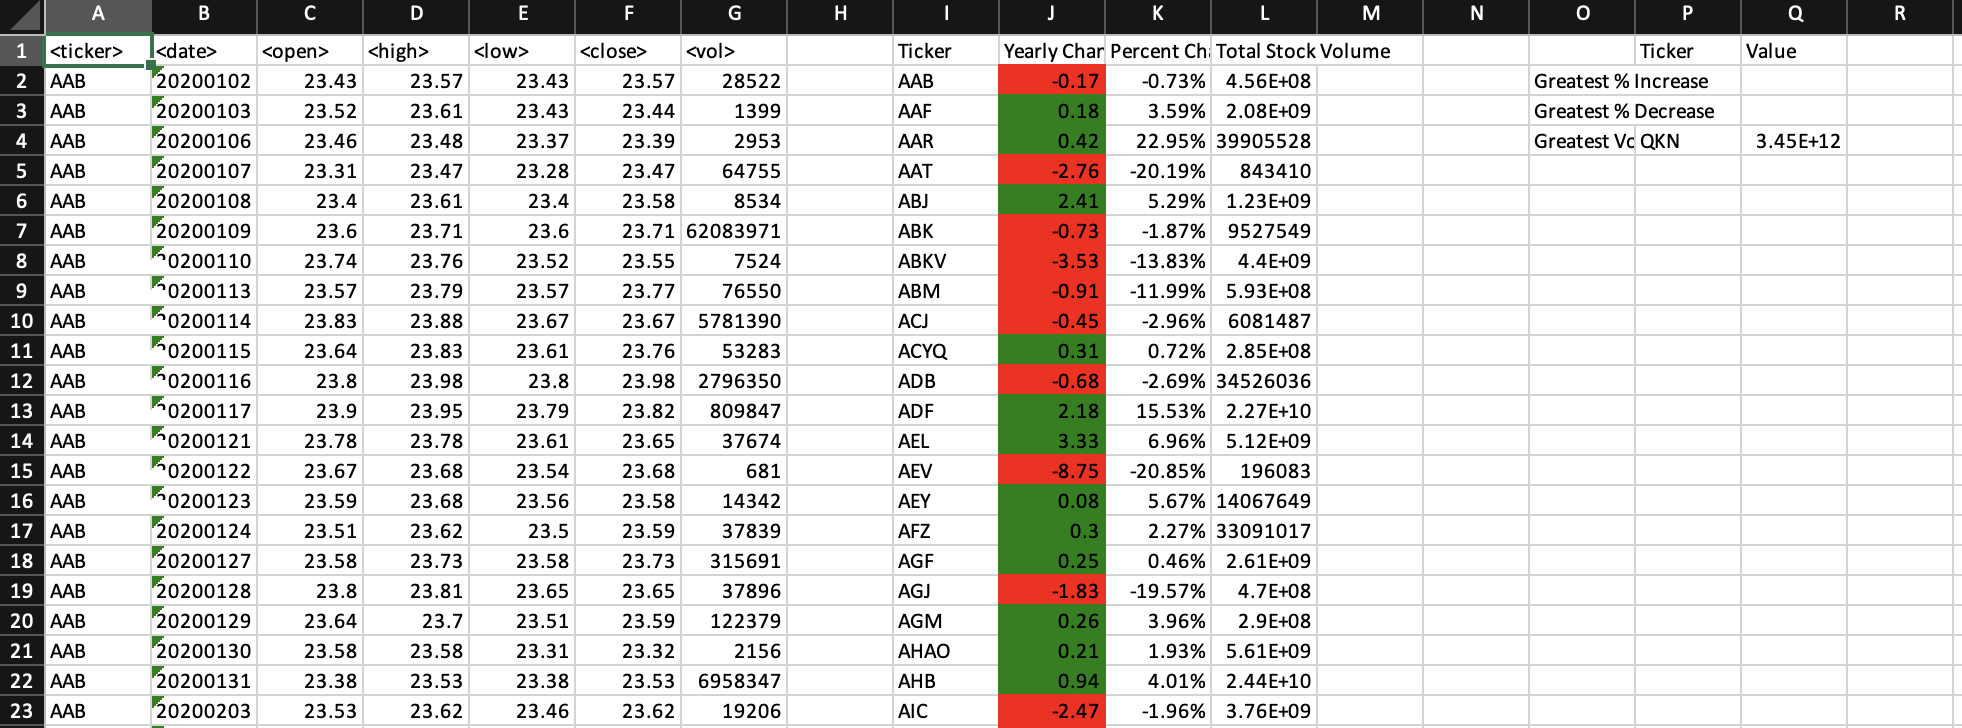 A B C D E F G H I J K L M N O P Q R
1 <ticker> <date> <open> <high> <low> <close> <vol> Ticker Yearly Char Percent Ch Total Stock Volume Ticker Value
2 AAB 20200102 23.43 23.57 23.43 23.57 28522 AAB -0.17 -0.73% 4.56E+08 Greatest % Increase
3 AAB 20200103 23.52 23.61 23.43 23.44 1399 AAF 0.18 3.59% 2.08E+09 Greatest % Decrease
4 AAB 20200106 23.46 23.48 23.37 23.39 2953 AAR 0.42 22.95% 39905528 Greatest Vo QKN 3.45E+12
5 AAB 20200107 23.31 23.47 23.28 23.47 64755 AAT -2.76 -20.19% 843410
6 AAB 20200108 23.4 23.61 23.4 23.58 8534 ABJ 2.41 5.29% 1.23E+09
7 AAB 20200109 23.6 23.71 23.6 23.71 62083971 ABK -0.73 -1.87% 9527549
8 AAB 20200110 23.74 23.76 23.52 23.55 7524 ABKV -3.53 -13.83% 4.4E+09
9 AAB 20200113 23.57 23.79 23.57 23.77 76550 ABM -0.91 -11.99% 5.93E+08
10 AAB 20200114 23.83 23.88 23.67 23.67 5781390 ACJ -0.45 -2.96% 6081487
11 AAB 20200115 23.64 23.83 23.61 23.76 53283 ACYQ 0.31 0.72% 2.85E+08
12 AAB 20200116 23.8 23.98 23.8 23.98 2796350 ADB -0.68 -2.69% 34526036
13 AAB 20200117 23.9 23.95 23.79 23.82 809847 ADF 2.18 15.53% 2.27E+10
14 AAB 20200121 23.78 23.78 23.61 23.65 37674 AEL 3.33 6.96% 5.12E+09
15 AAB 20200122 23.67 23.68 23.54 23.68 681 AEV -8.75 -20.85% 196083
16 AAB 20200123 23.59 23.68 23.56 23.58 14342 AEY 0.08 5.67% 14067649
17 AAB 20200124 23.51 23.62 23.5 23.59 37839 AFZ 0.3 2.27% 33091017
18 AAB 20200127 23.58 23.73 23.58 23.73 315691 AGF 0.25 0.46% 2.61E+09
19 AAB 20200128 23.8 23.81 23.65 23.65 37896 AGJ -1.83 -19.57% 4.7E+08
20 AAB 20200129 23.64 23.7 23.51 23.59 122379 AGM 0.26 3.96% 2.9E+08
21 AAB 20200130 23.58 23.58 23.31 23.32 2156 AHAO 0.21 1.93% 5.61E+09
22 AAB 20200131 23.38 23.53 23.38 23.53 6958347 AHB 0.94 4.01% 2.44E+10
23 AAB 20200203 23.53 23.62 23.46 23.62 19206 AIC -2.47 -1.96% 3.76E+09